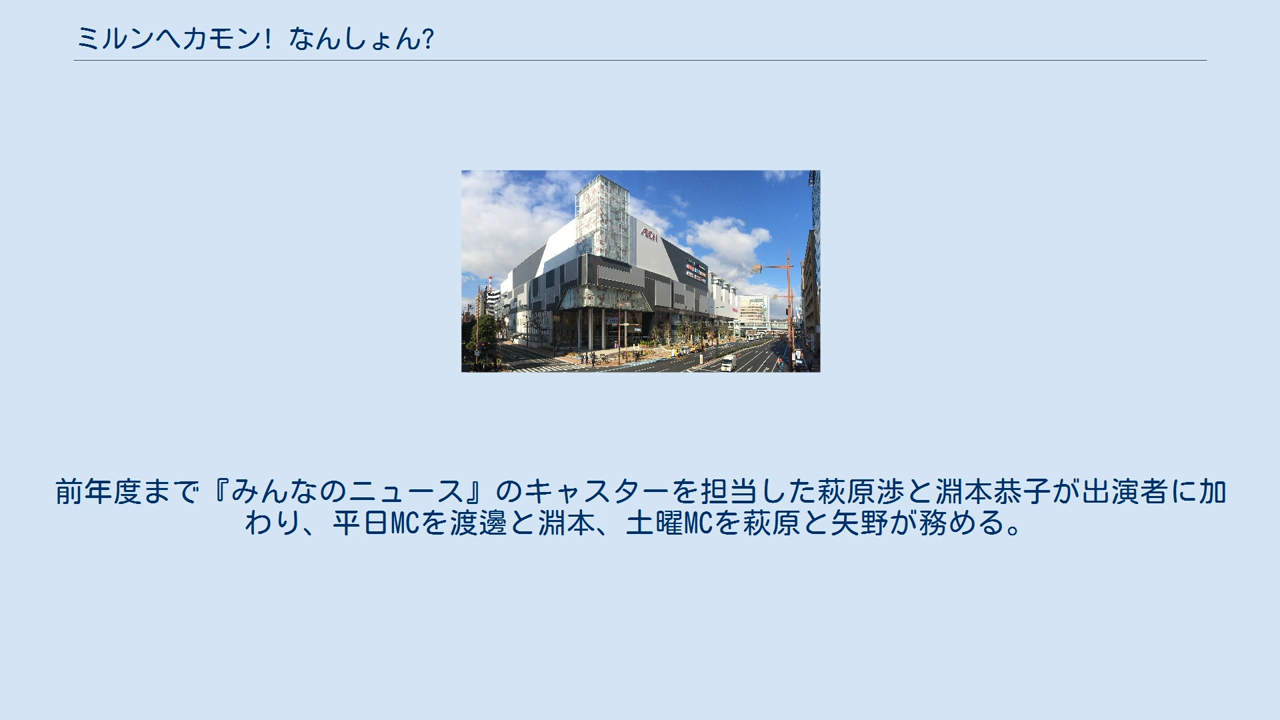 ミルンヘカモン! なんしょん?
AEON
前年度まで『みんなのニュース』のキャスターを担当した萩原渉と淵本恭子が出演者に加
わり、平日MCを渡邊と淵本、土曜MCを萩原と矢野が務める。